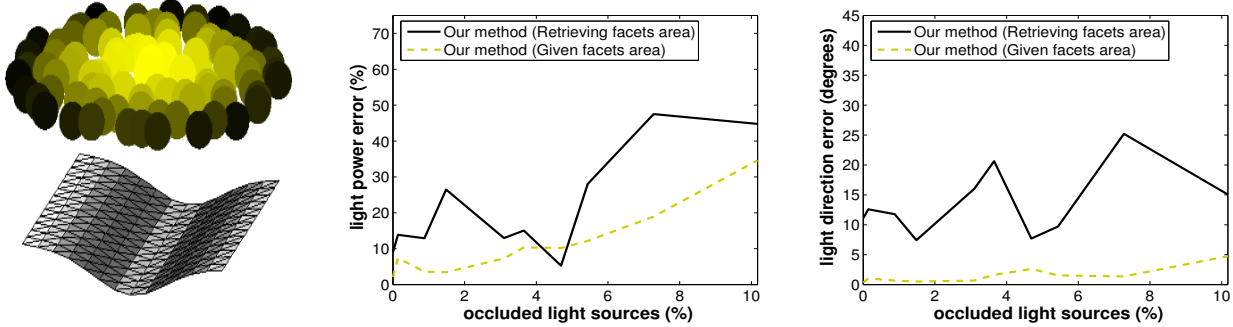 Our method (Retrieving facets area)
Our method (Given facets area)
light power error (%)
70
60
50
40
30
20
10
0
0 2 4 6 8 10
occluded light sources (%)
Our method (Retrieving facets area)
Our method (Given facets area)
light direction error (degrees)
45
40
35
30
25
20
15
10
5
0
0 2 4 6 8 10
occluded light sources (%)